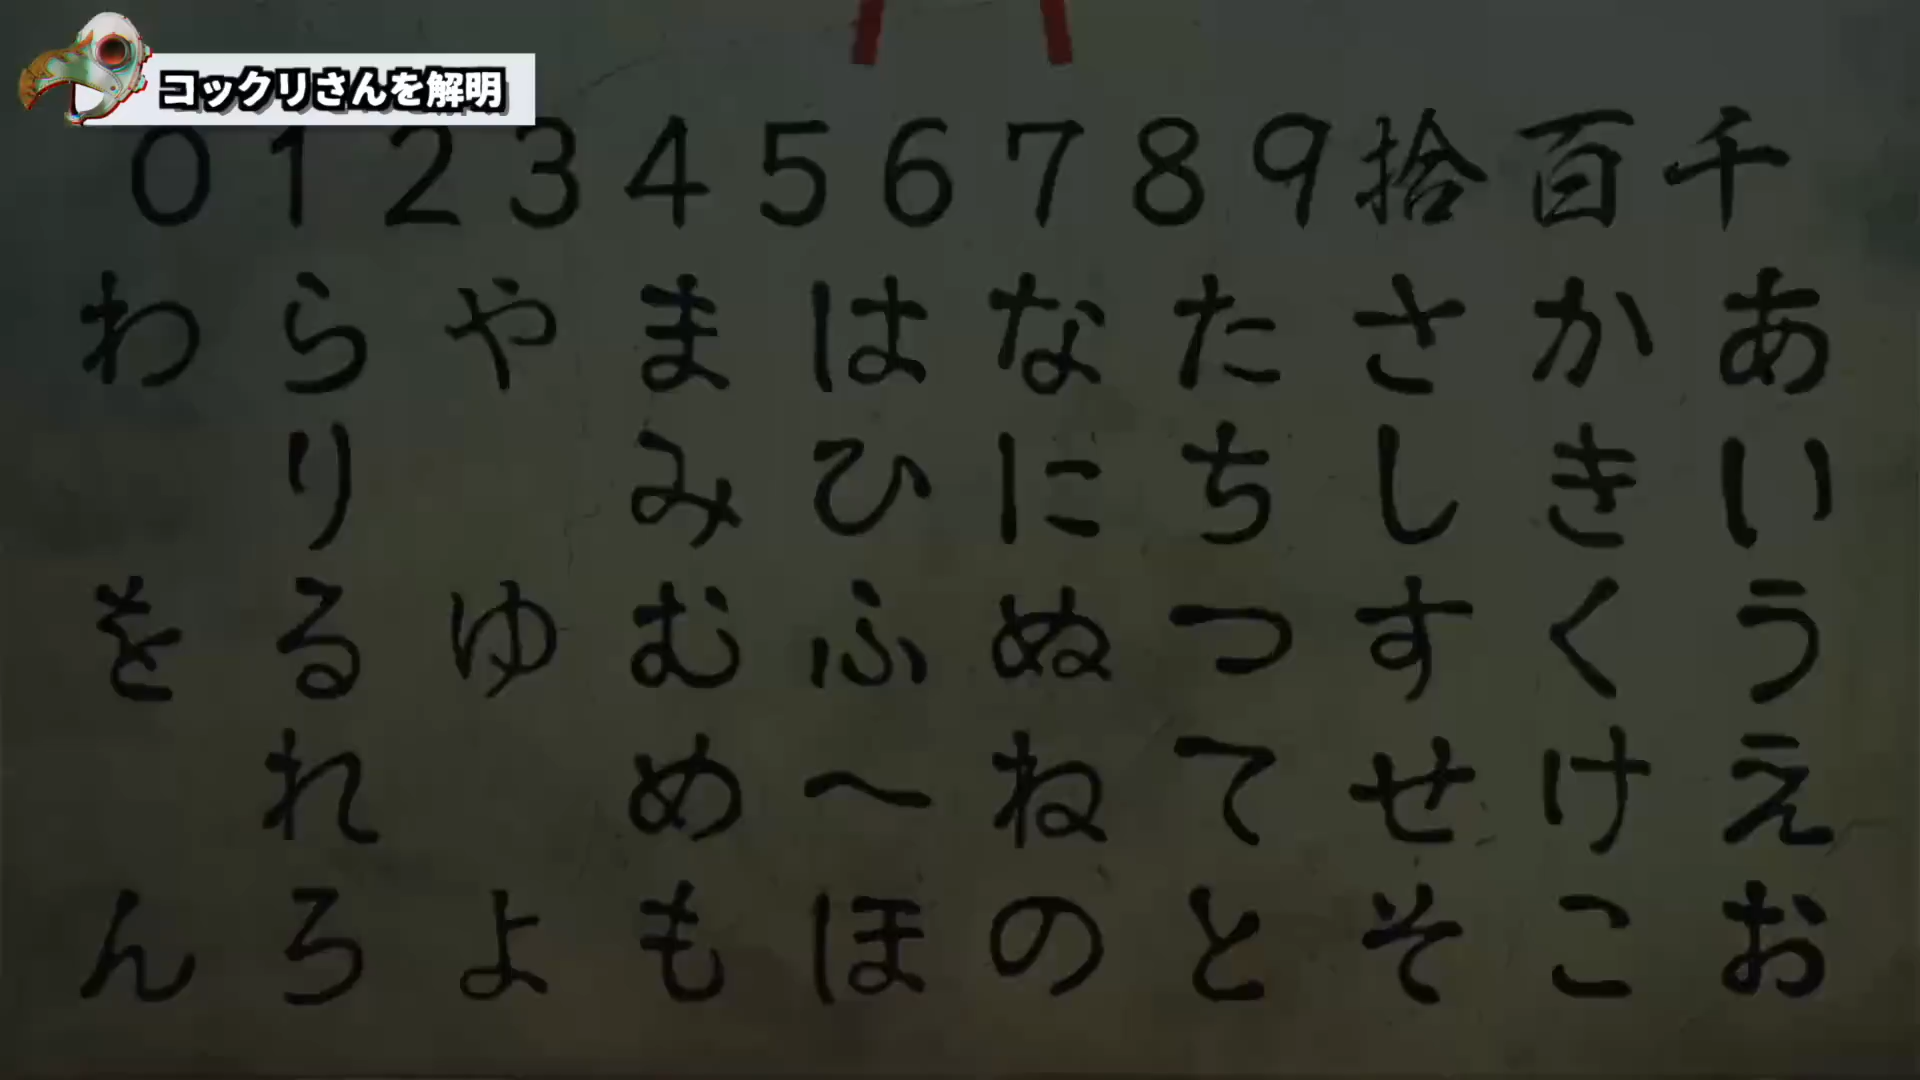 コックリさんを解明
0 1 2 3 4 5 6 7 8 9 拾 百 千
わ ら や ま は な た さ か あ
り み ひ に ち し き い
を る ゆ む ふ ぬ つ す く う
れ め へ ね て せ け え
ん ろ よ も ほ の と そ こ お